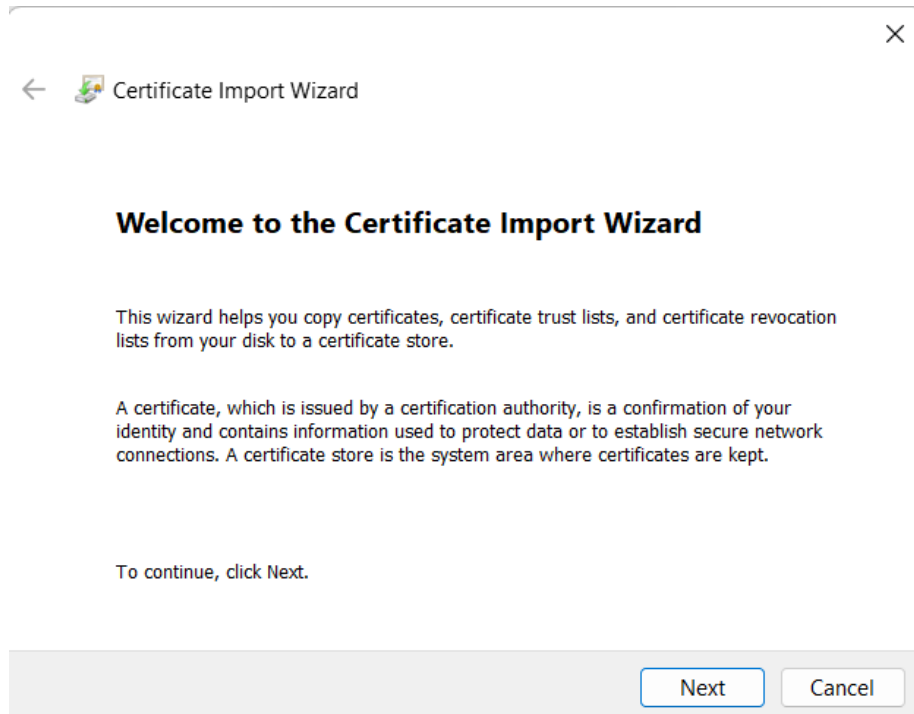 Certificate Import Wizard
Welcome to the Certificate Import Wizard
This wizard helps you copy certificates, certificate trust lists, and certificate revocation
lists from your disk to a certificate store.
A certificate, which is issued by a certification authority, is a confirmation of your
identity and contains information used to protect data or to establish secure network
connections. A certificate store is the system area where certificates are kept.
To continue, click Next.
Next Cancel